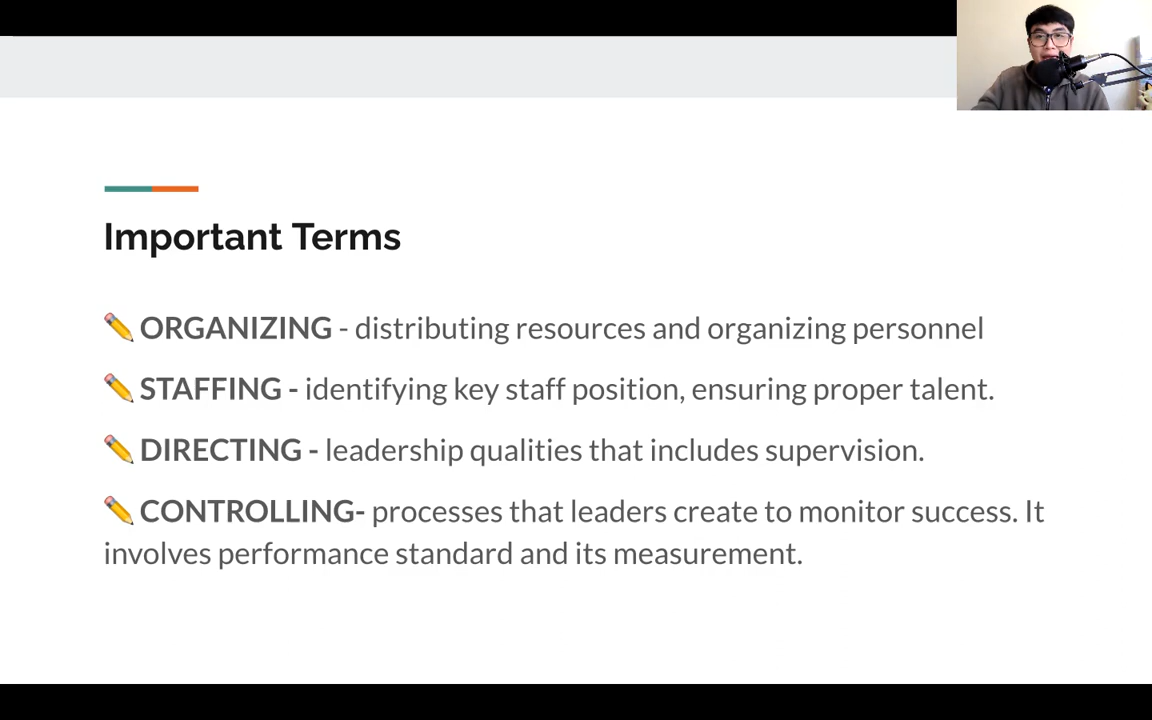 Important Terms
✏️ ORGANIZING - distributing resources and organizing personnel
✏️ STAFFING - identifying key staff position, ensuring proper talent.
✏️ DIRECTING - leadership qualities that includes supervision.
✏️ CONTROLLING- processes that leaders create to monitor success. It
involves performance standard and its measurement.